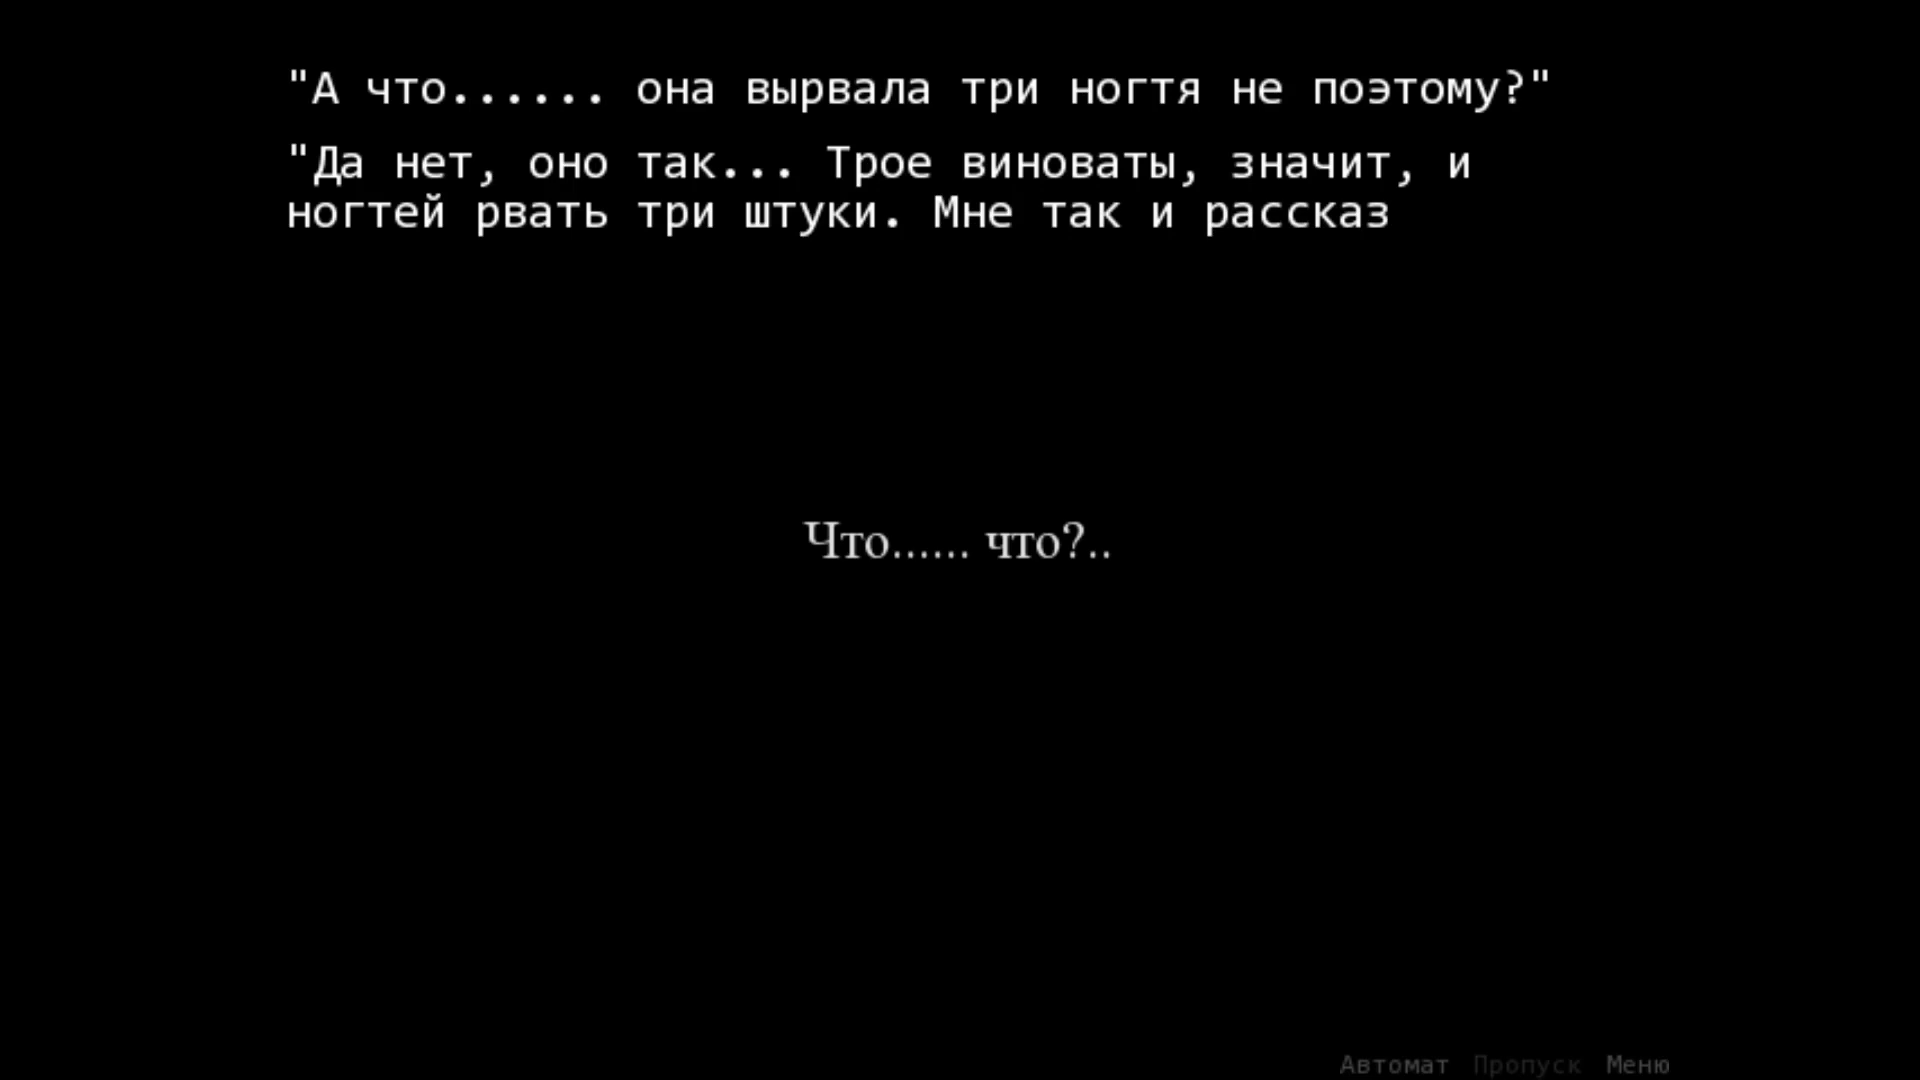 "А что...... она вырвала три ногтя не поэтому?"
"Да нет, оно так... Трое виноваты, значит, и
ногтей рвать три штуки. Мне так и рассказ
Что...... что?..
Автомат Пропуск Меню